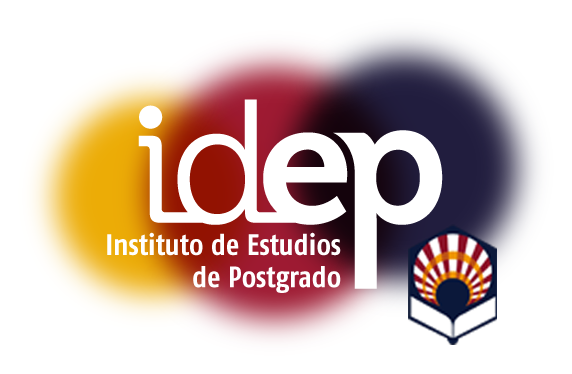 idep
Instituto de Estudios
de Postgrado